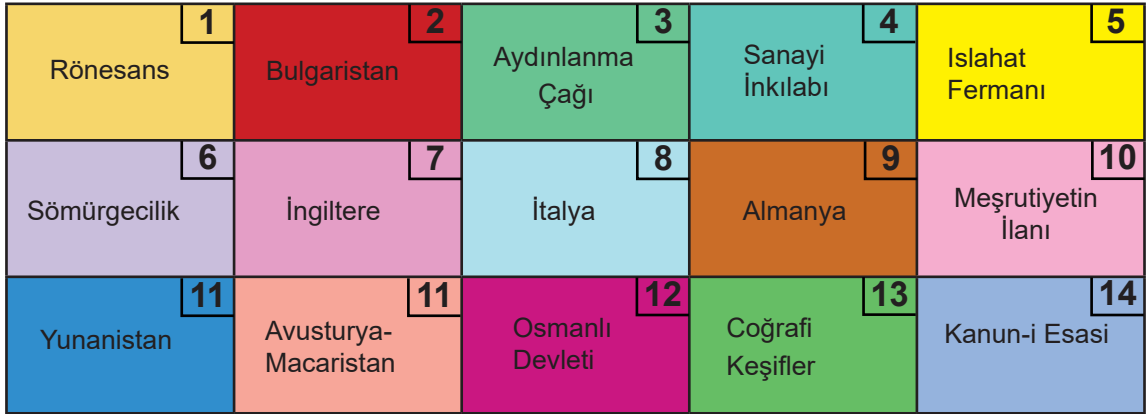 1
Rönesans
2
Bulgaristan
3
Aydınlanma
Çağı
4
Sanayi
İnkılabı
5
Islahat
Fermanı
6
Sömürgecilik
7
İngiltere
8
İtalya
9
Almanya
10
Meşrutiyetin
İlanı
11
Yunanistan
11
Avusturya-
Macaristan
12
Osmanlı
Devleti
13
Coğrafi
Keşifler
14
Kanun-i Esasi